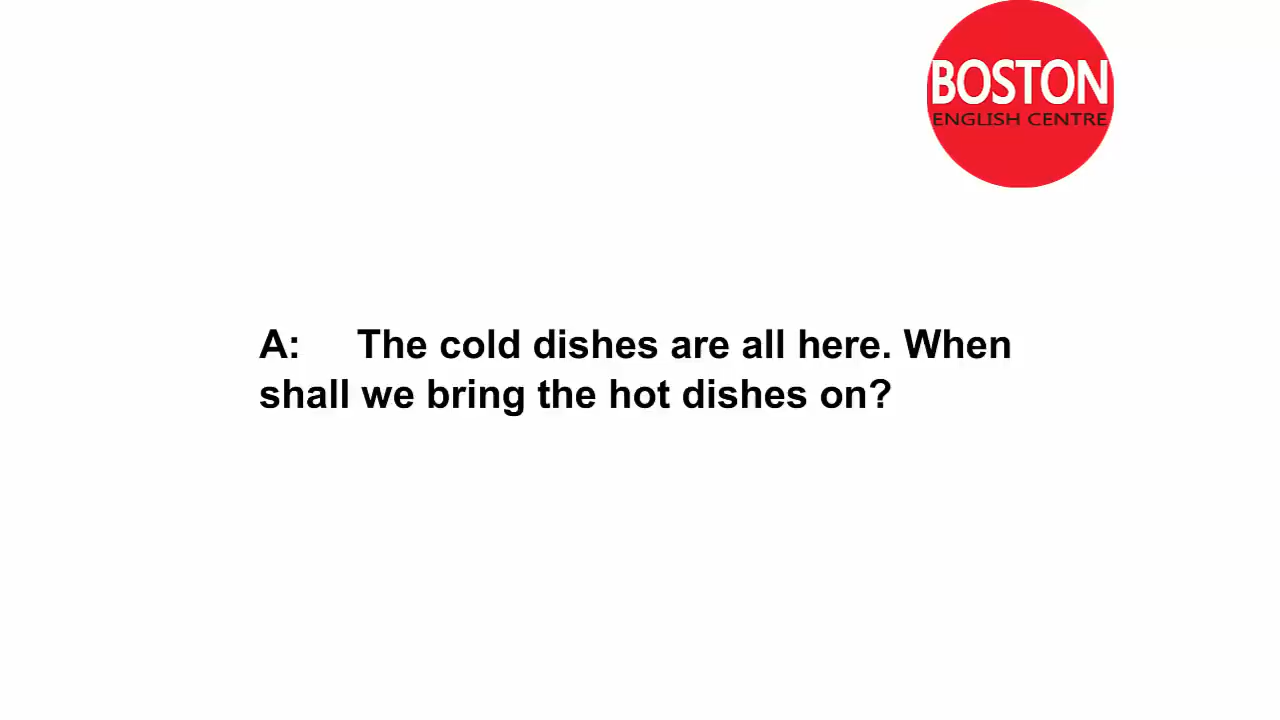 BOSTON
ENGLISH CENTRE
A: The cold dishes are all here. When
shall we bring the hot dishes on?